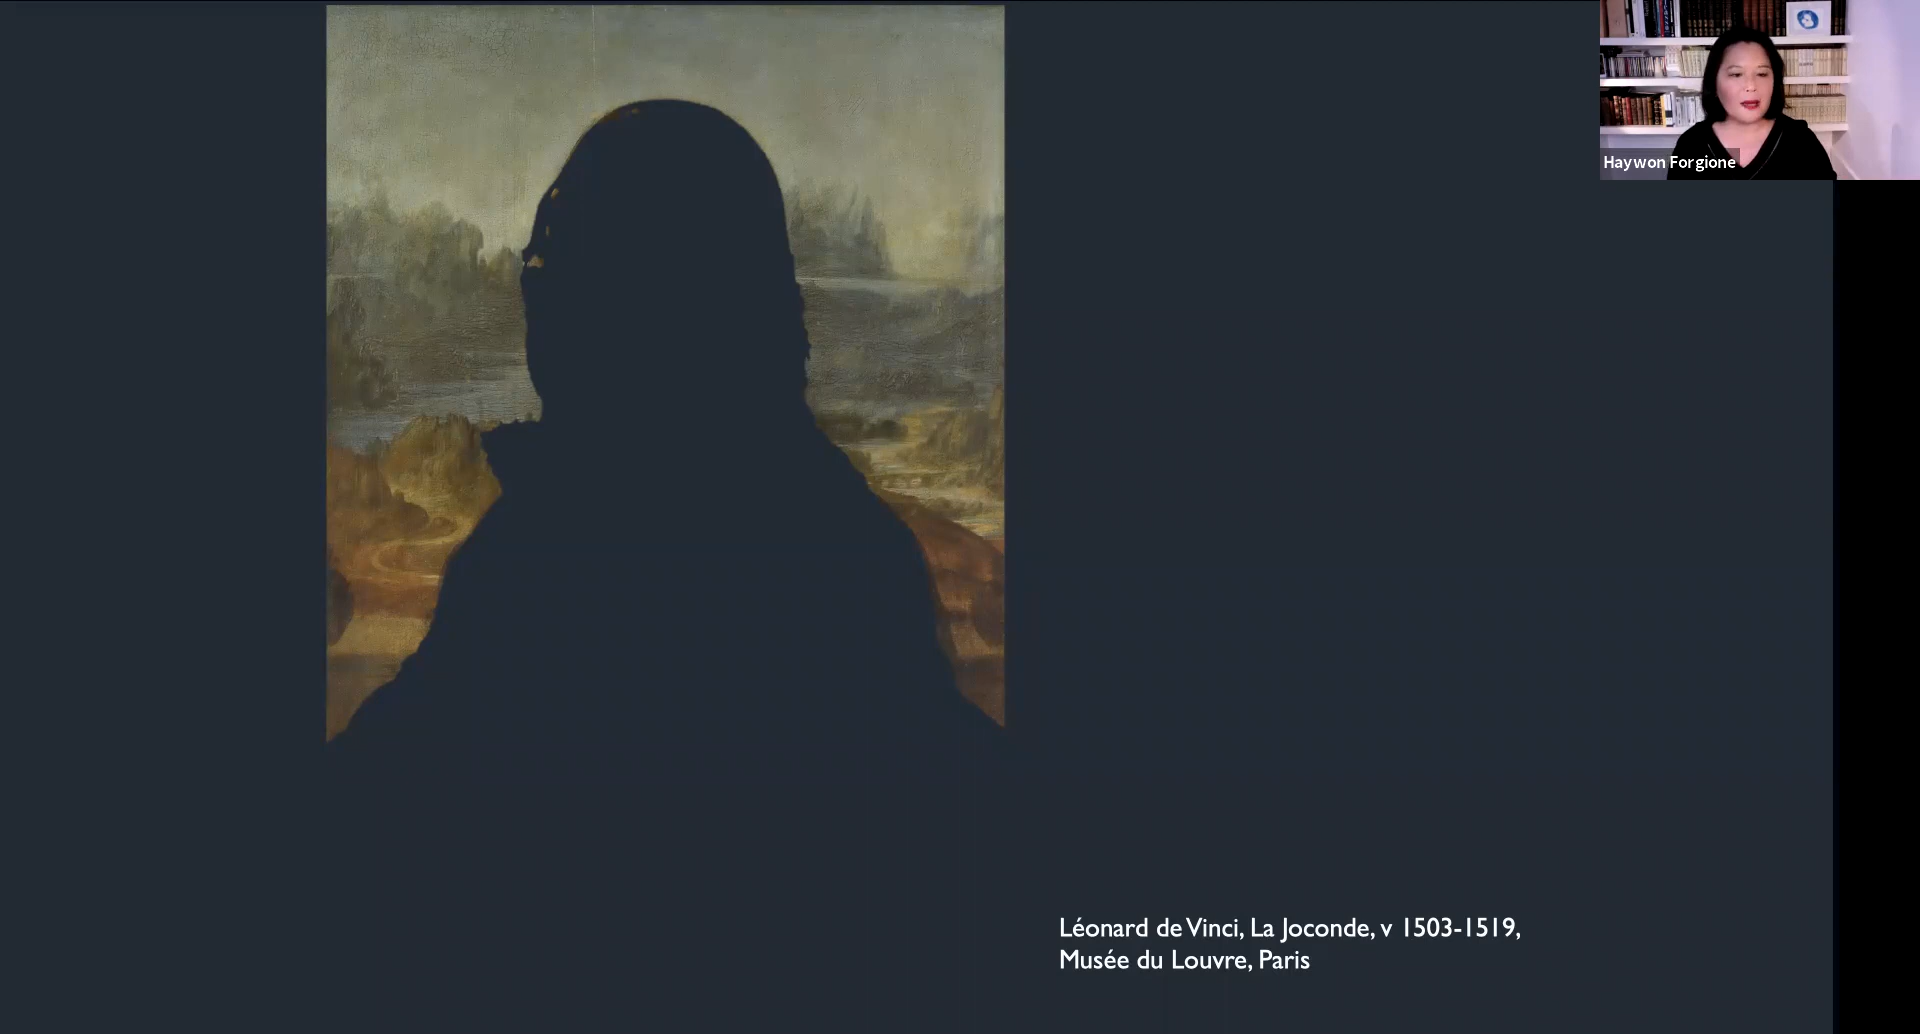 Haywon Forgione
Léonard de Vinci, La Joconde, v 1503-1519,
Musée du Louvre, Paris